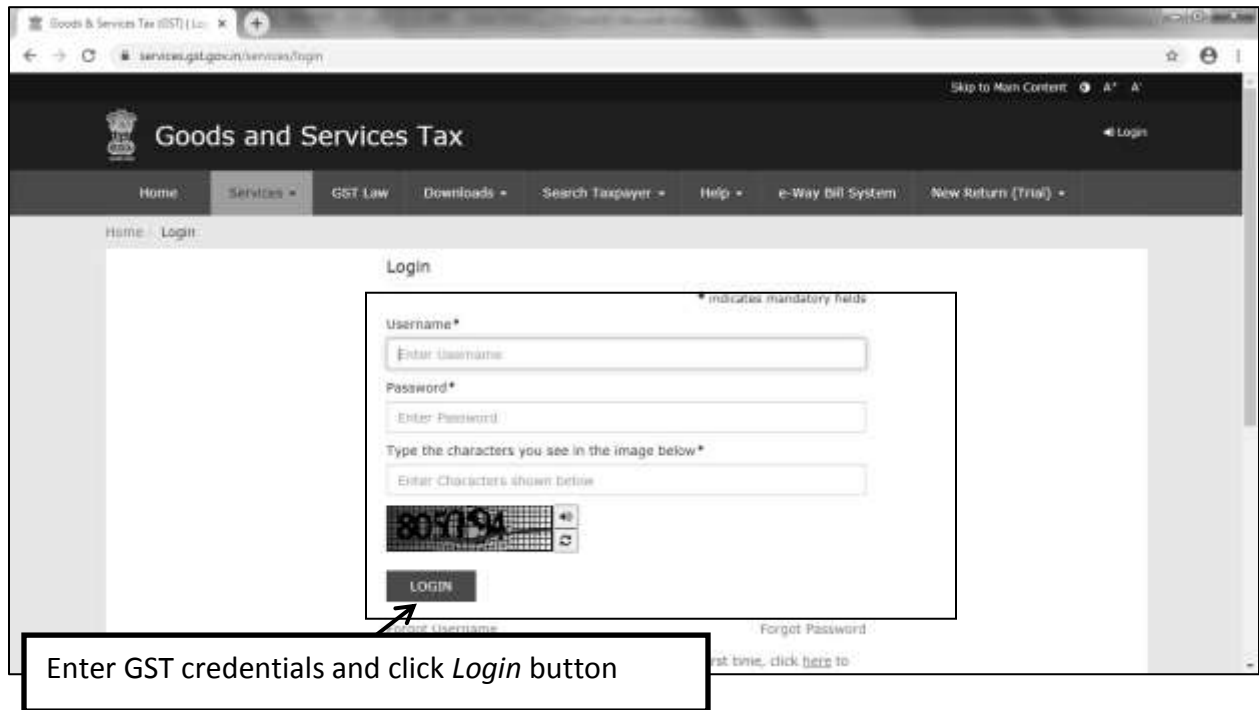 Goods & Services Tax (GST) | Lo
services.gst.gov.in/services/login
Skip to Main Content A+ A-
Goods and Services Tax
Login
Home Services GST Law Downloads Search Taxpayer Help e-Way Bill System New Return (Trial)
Home Login
Login
* indicates mandatory fields
Username*
Enter Username
Password*
Enter Password
Type the characters you see in the image below*
Enter Characters shown below
LOGIN
Forgot Username Forgot Password
rst time, click here to
Enter GST credentials and click Login button